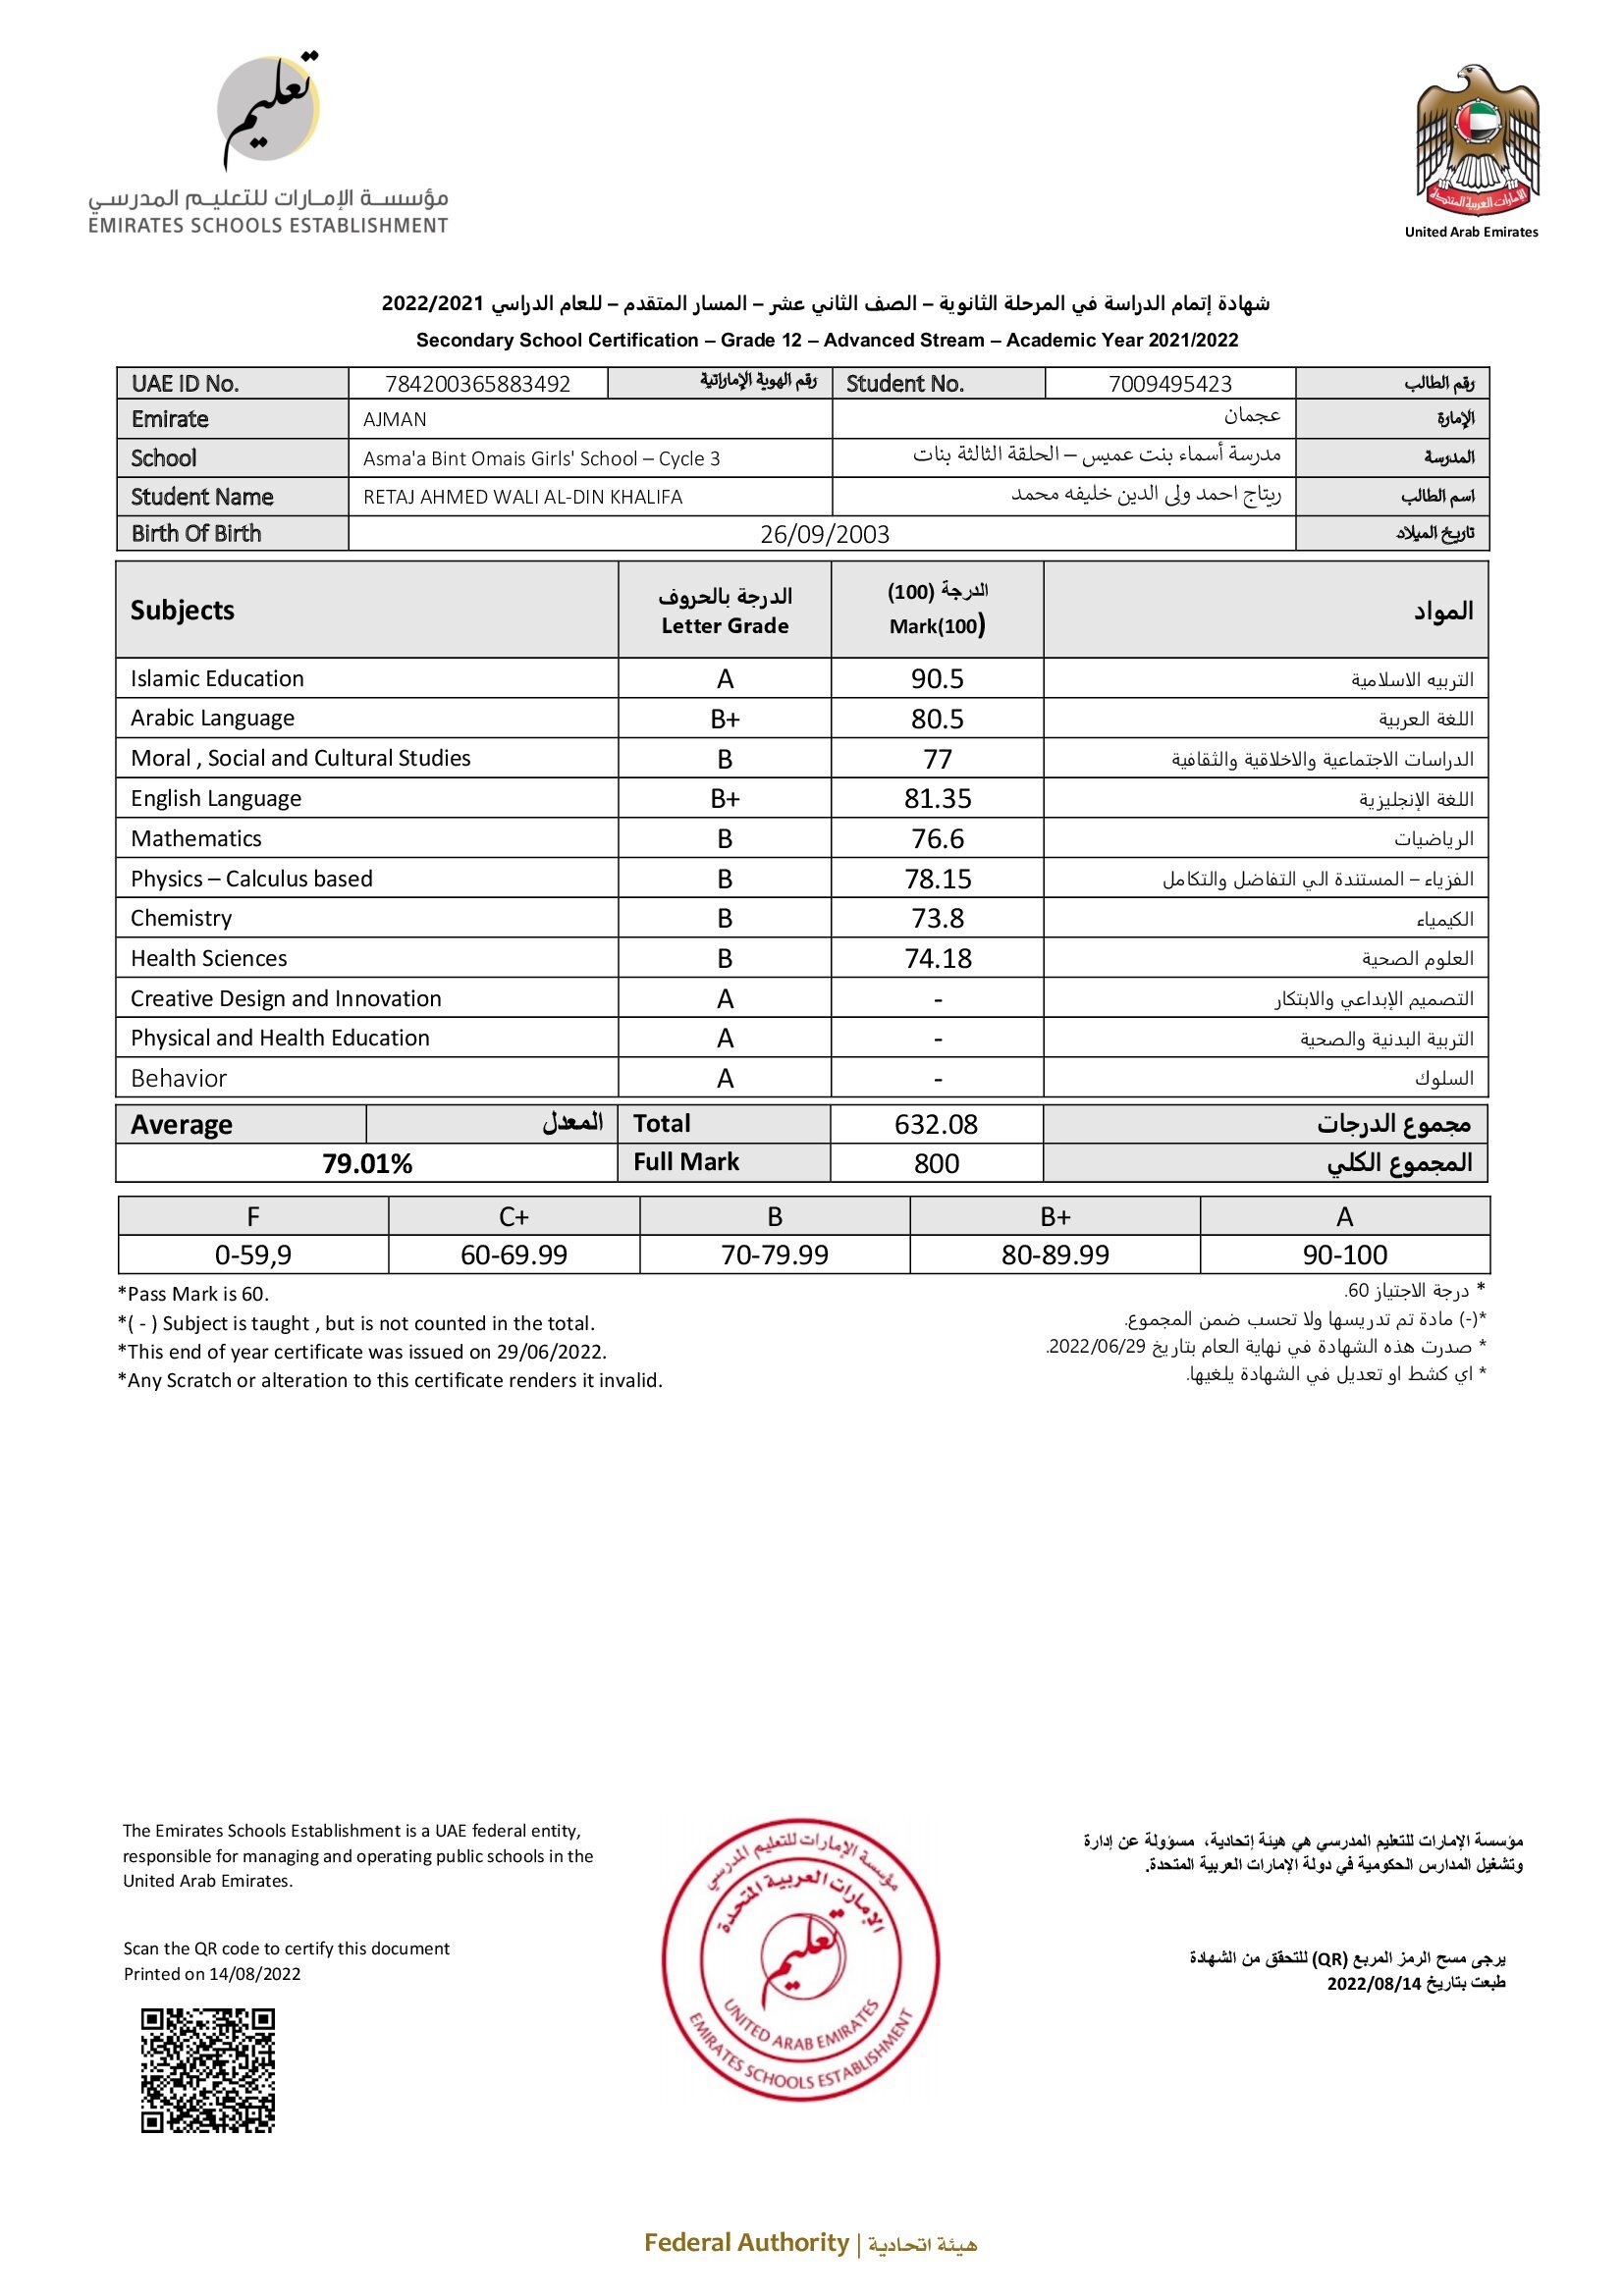 تعليم
مؤسسة الإمارات للتعليم المدرسي
EMIRATES SCHOOLS ESTABLISHMENT
الإمارات العربية المتحدة
United Arab Emirates
شهادة إتمام الدراسة في المرحلة الثانوية – الصف الثاني عشر – المسار المتقدم – للعام الدراسي 2022/2021
Secondary School Certification – Grade 12 – Advanced Stream – Academic Year 2021/2022
UAE ID No. 784200365883492 رقم الهوية الإماراتية Student No. 7009495423 رقم الطالب
Emirate AJMAN عجمان الإمارة
School Asma'a Bint Omais Girls' School – Cycle 3 مدرسة أسماء بنت عميس – الحلقة الثالثة بنات المدرسة
Student Name RETAJ AHMED WALI AL-DIN KHALIFA ريتاج احمد ولى الدين خليفه محمد اسم الطالب
Birth Of Birth 26/09/2003 تاريخ الميلاد
Subjects الدرجة بالحروف Letter Grade الدرجة (100) Mark(100) المواد
Islamic Education A 90.5 التربيه الاسلامية
Arabic Language B+ 80.5 اللغة العربية
Moral , Social and Cultural Studies B 77 الدراسات الاجتماعية والاخلاقية والثقافية
English Language B+ 81.35 اللغة الإنجليزية
Mathematics B 76.6 الرياضيات
Physics – Calculus based B 78.15 الفزياء – المستندة الي التفاضل والتكامل
Chemistry B 73.8 الكيمياء
Health Sciences B 74.18 العلوم الصحية
Creative Design and Innovation A - التصميم الإبداعي والابتكار
Physical and Health Education A - التربية البدنية والصحية
Behavior A - السلوك
Average المعدل Total 632.08 مجموع الدرجات
79.01% Full Mark 800 المجموع الكلي
F C+ B B+ A
0-59,9 60-69.99 70-79.99 80-89.99 90-100
*Pass Mark is 60.
*( - ) Subject is taught , but is not counted in the total.
*This end of year certificate was issued on 29/06/2022.
*Any Scratch or alteration to this certificate renders it invalid.
* درجة الاجتياز 60.
*(-) مادة تم تدريسها ولا تحسب ضمن المجموع.
* صدرت هذه الشهادة في نهاية العام بتاريخ 2022/06/29.
* اي كشط او تعديل في الشهادة يلغيها.
The Emirates Schools Establishment is a UAE federal entity,
responsible for managing and operating public schools in the
United Arab Emirates.
Scan the QR code to certify this document
Printed on 14/08/2022
مؤسسة الإمارات للتعليم المدرسي
الإمارات العربية المتحدة
تعليم
UNITED ARAB EMIRATES
EMIRATES SCHOOLS ESTABLISHMENT
مؤسسة الإمارات للتعليم المدرسي هي هيئة إتحادية، مسؤولة عن إدارة
وتشغيل المدارس الحكومية في دولة الإمارات العربية المتحدة.
يرجى مسح الرمز المربع (QR) للتحقق من الشهادة
طبعت بتاريخ 2022/08/14
Federal Authority | هيئة اتحادية